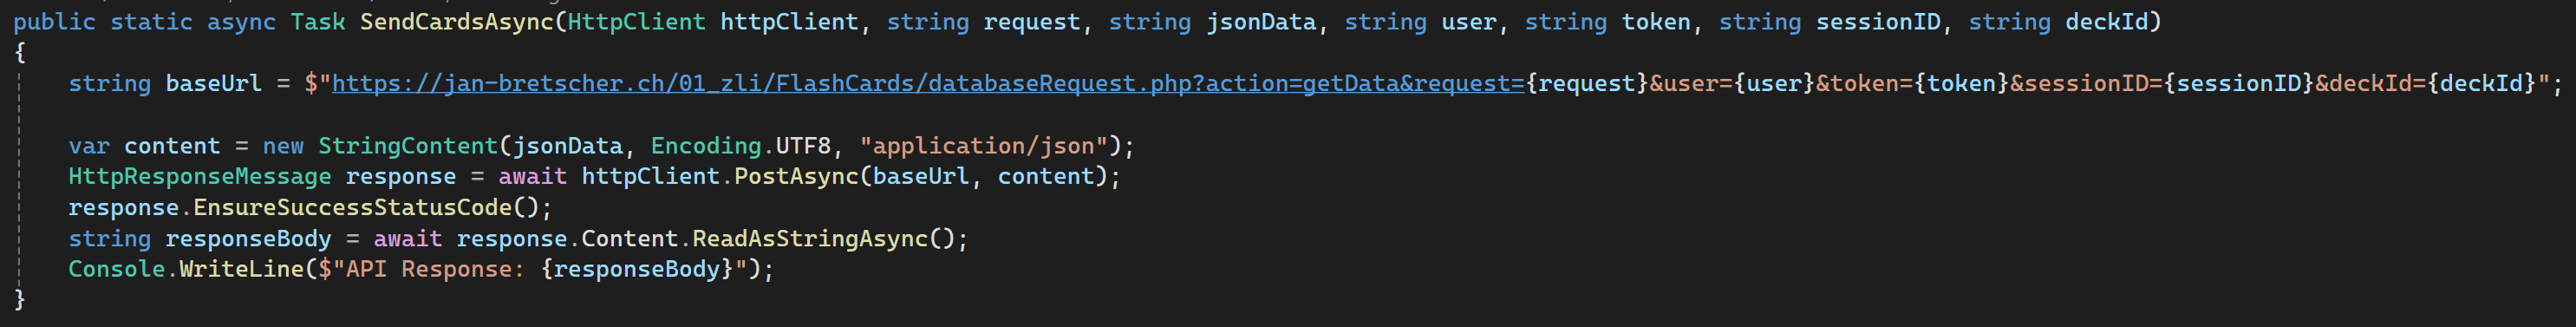 public static async Task SendCardsAsync(HttpClient httpClient, string request, string jsonData, string user, string token, string sessionID, string deckId)
{
string baseUrl = $"https://jan-bretscher.ch/01_zli/FlashCards/databaseRequest.php?action=getData&request={request}&user={user}&token={token}&sessionID={sessionID}&deckId={deckId}";
var content = new StringContent(jsonData, Encoding.UTF8, "application/json");
HttpResponseMessage response = await httpClient.PostAsync(baseUrl, content);
response.EnsureSuccessStatusCode();
string responseBody = await response.Content.ReadAsStringAsync();
Console.WriteLine($"API Response: {responseBody}");
}